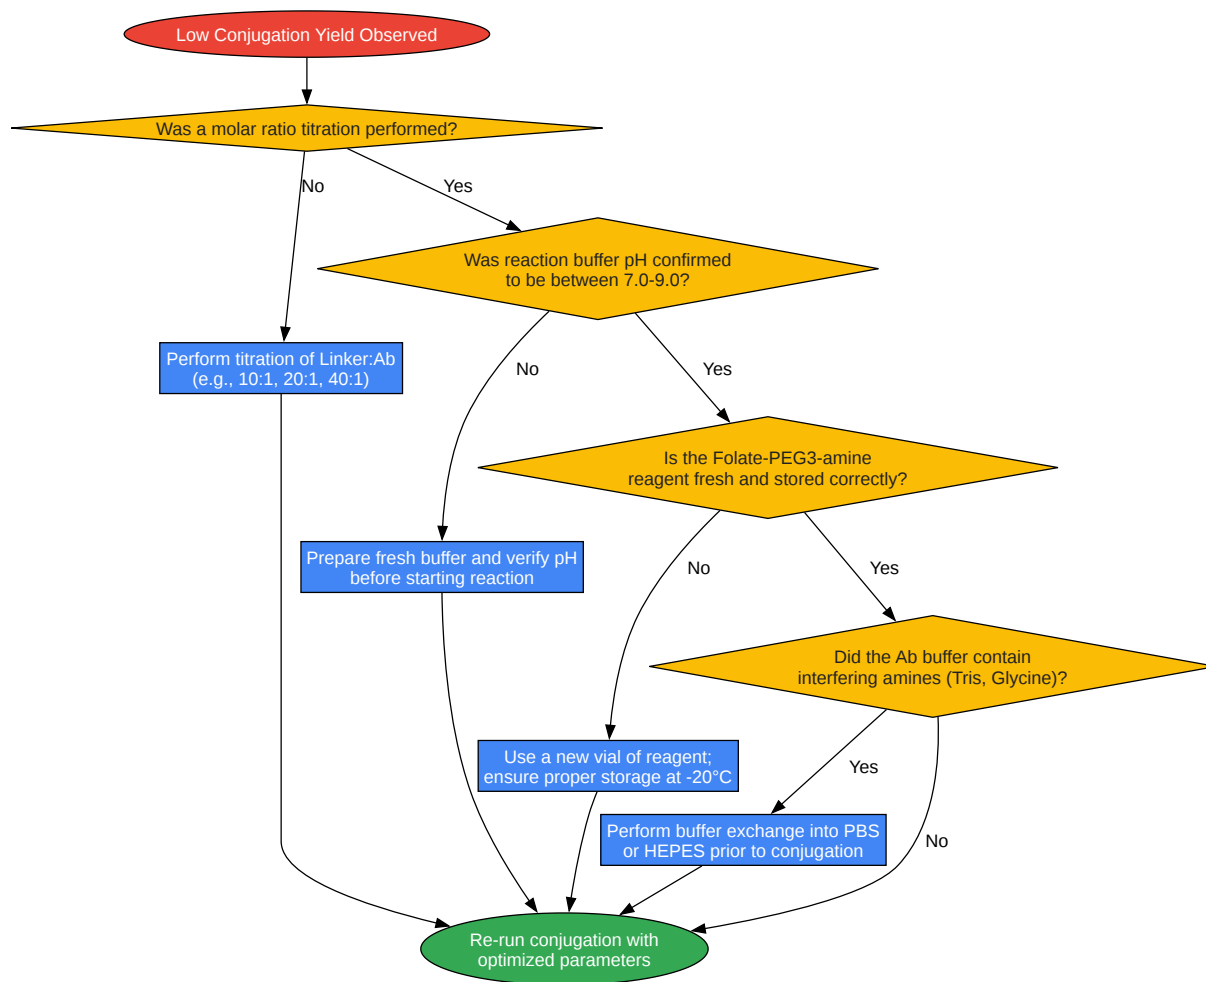 Low Conjugation Yield Observed
Was a molar ratio titration performed?
No
Yes
Was reaction buffer pH confirmed
to be between 7.0-9.0?
Perform titration of Linker:Ab
(e.g., 10:1, 20:1, 40:1)
No
Yes
Is the Folate-PEG3-amine
reagent fresh and stored correctly?
Prepare fresh buffer and verify pH
before starting reaction
No
Yes
Did the Ab buffer contain
interfering amines (Tris, Glycine)?
Use a new vial of reagent;
ensure proper storage at -20°C
Yes
Perform buffer exchange into PBS
or HEPES prior to conjugation
No
Re-run conjugation with
optimized parameters